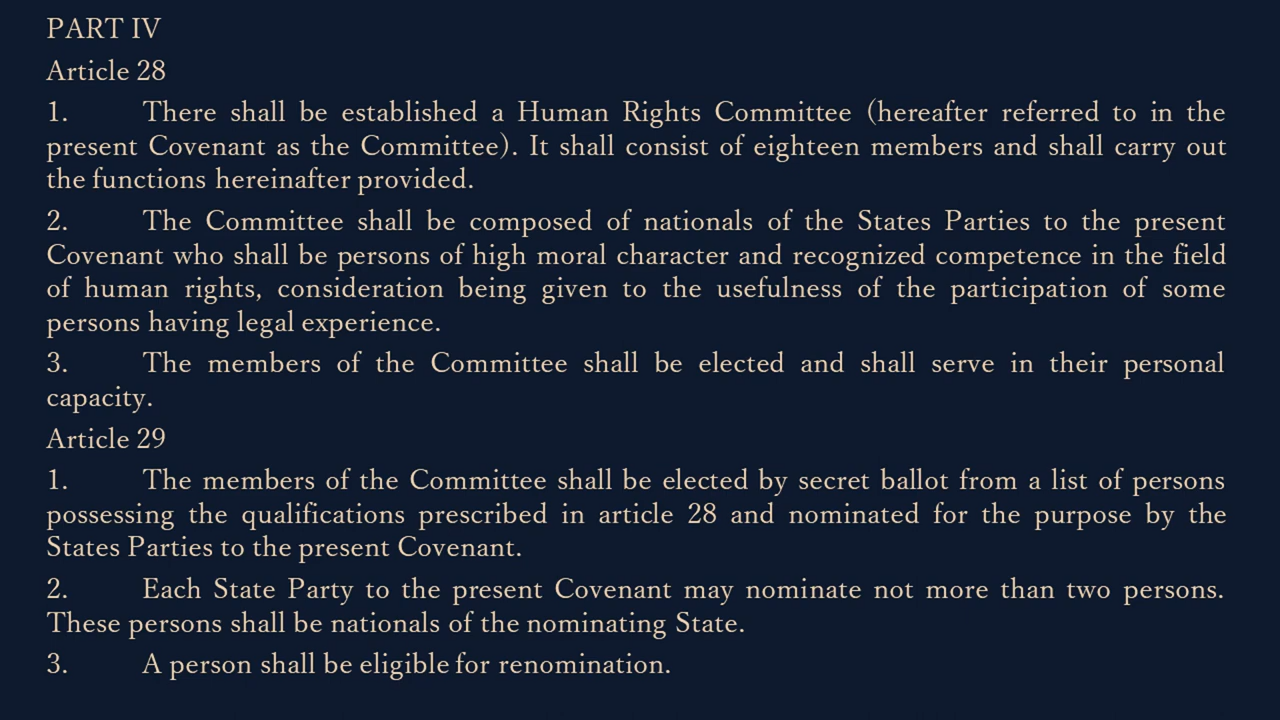 PART IV
Article 28
1. There shall be established a Human Rights Committee (hereafter referred to in the
present Covenant as the Committee). It shall consist of eighteen members and shall carry out
the functions hereinafter provided.
2. The Committee shall be composed of nationals of the States Parties to the present
Covenant who shall be persons of high moral character and recognized competence in the field
of human rights, consideration being given to the usefulness of the participation of some
persons having legal experience.
3. The members of the Committee shall be elected and shall serve in their personal
capacity.
Article 29
1. The members of the Committee shall be elected by secret ballot from a list of persons
possessing the qualifications prescribed in article 28 and nominated for the purpose by the
States Parties to the present Covenant.
2. Each State Party to the present Covenant may nominate not more than two persons.
These persons shall be nationals of the nominating State.
3. A person shall be eligible for renomination.